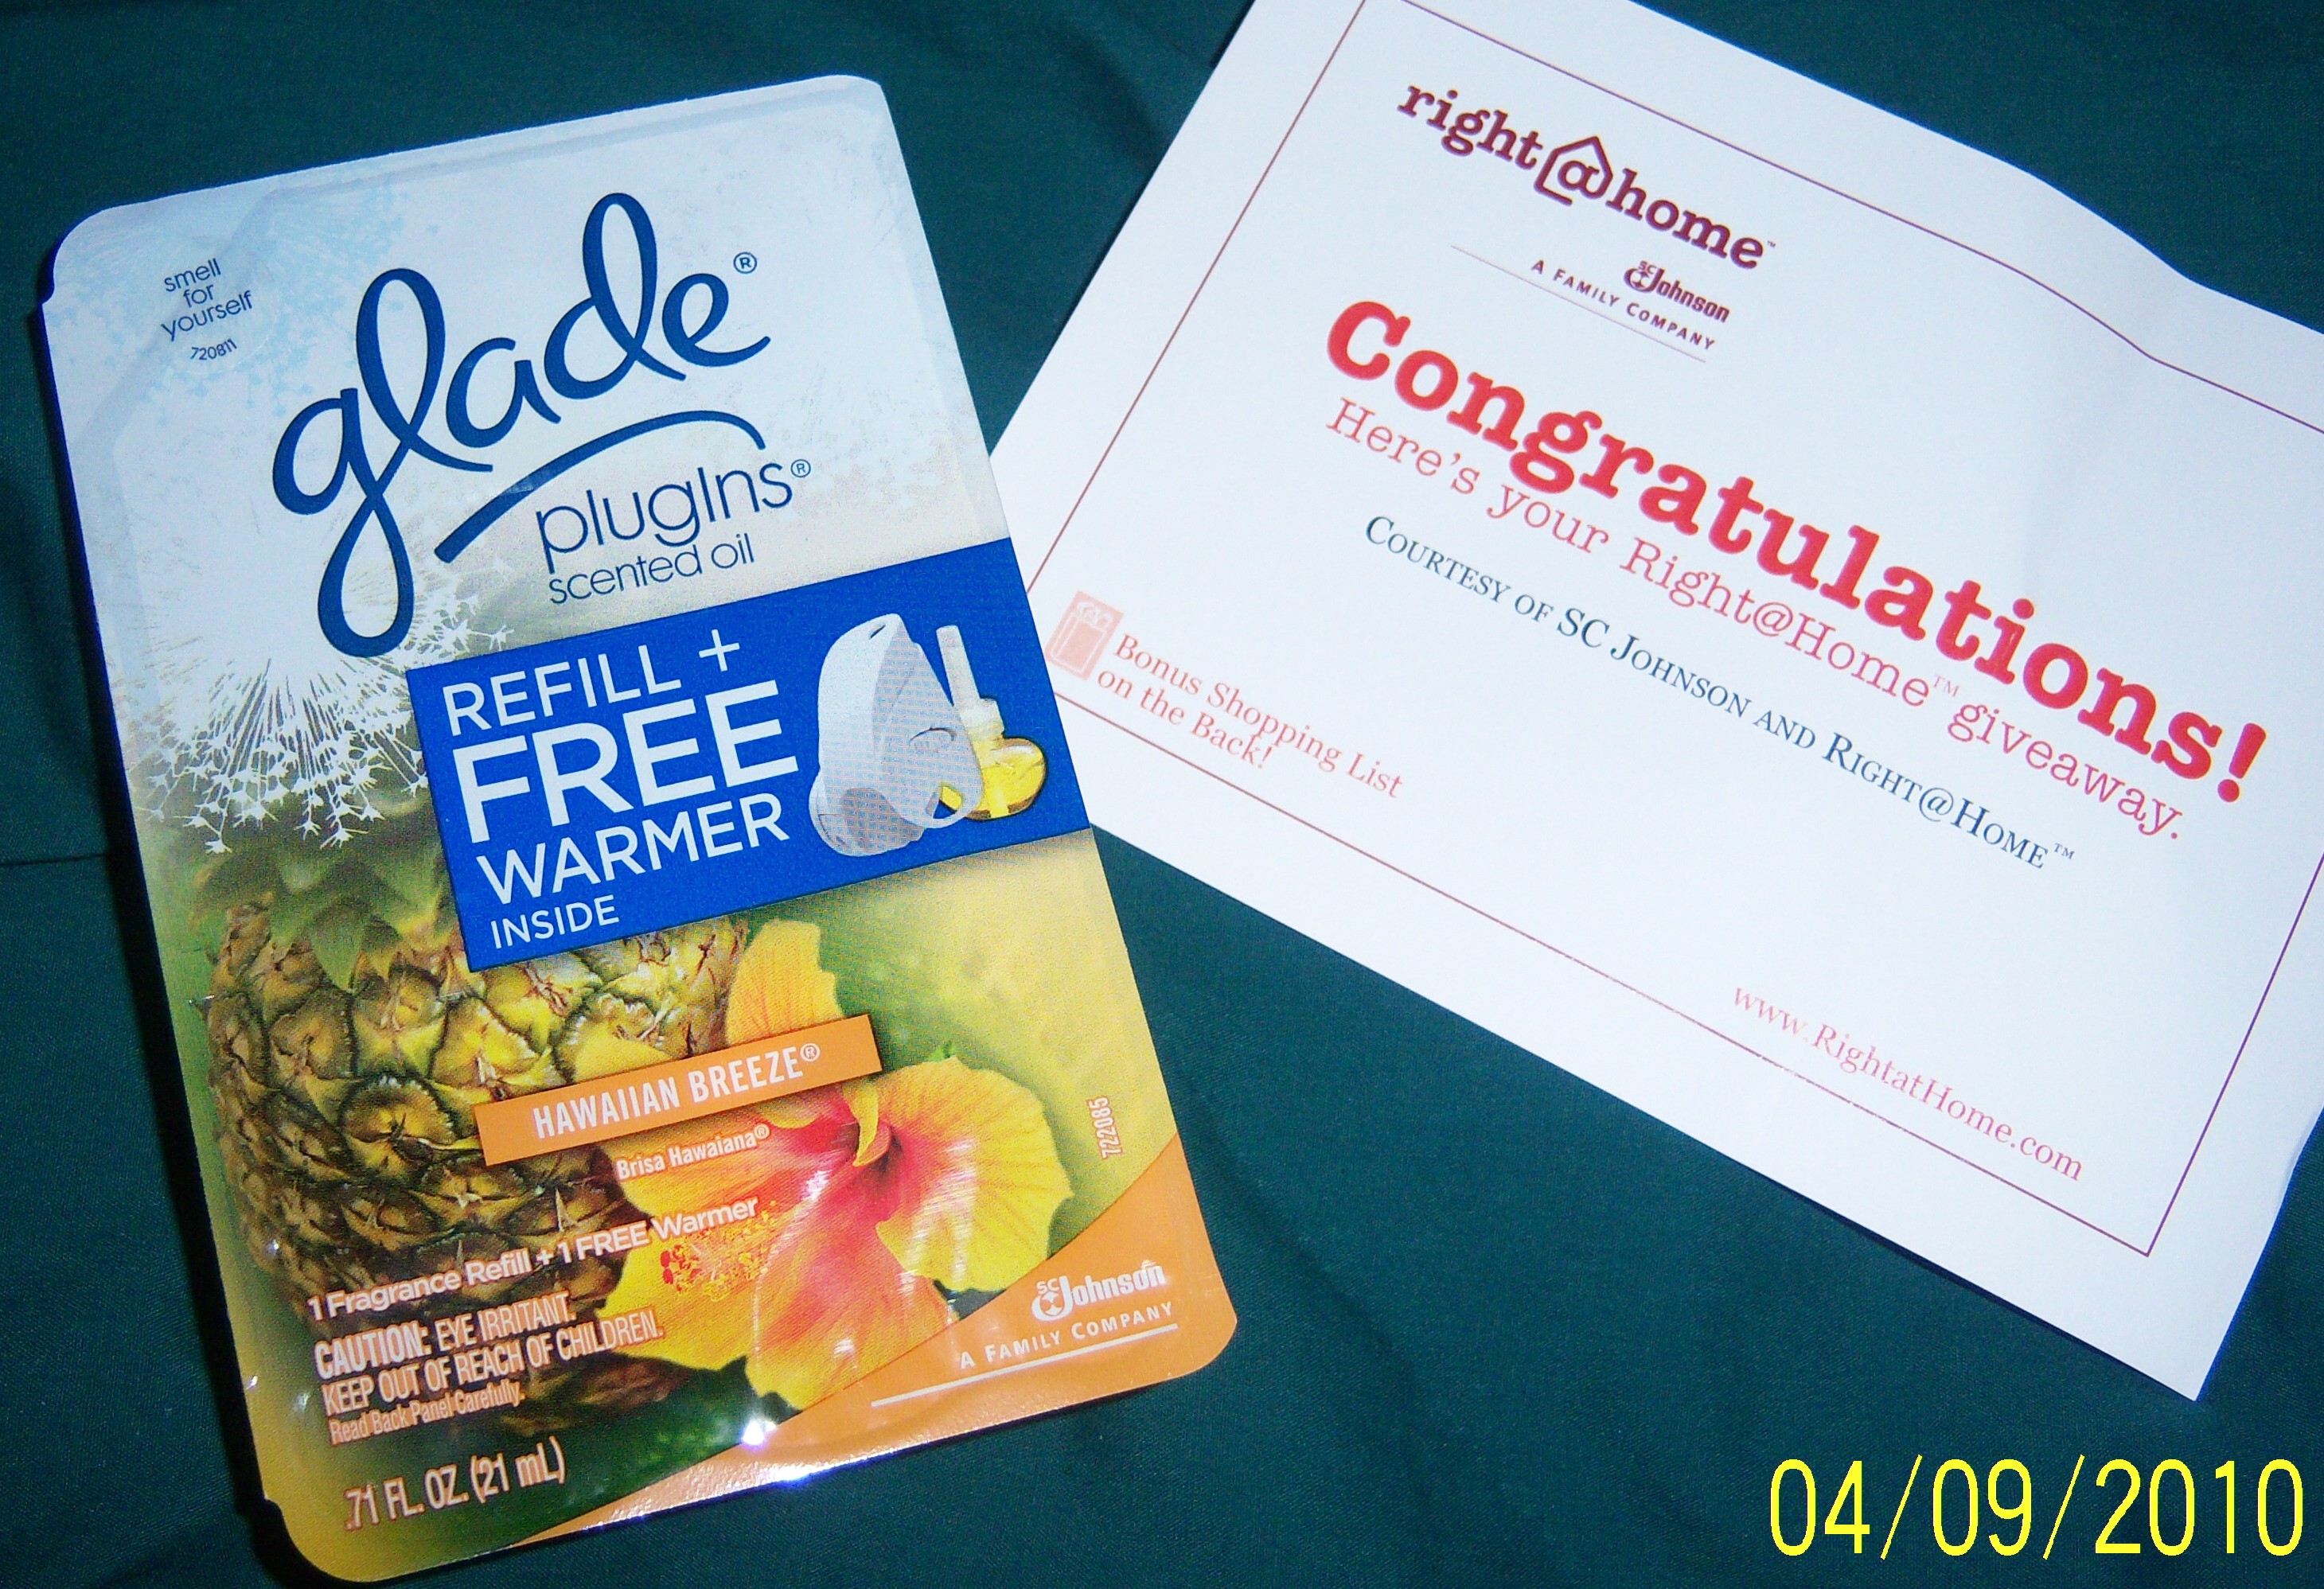 smell
for
yourself
720811
glade®
plugIns®
scented oil
REFILL +
FREE
WARMER
INSIDE
HAWAIIAN BREEZE®
Brisa Hawaiana®
722085
1 Fragrance Refill + 1 FREE Warmer
CAUTION: EYE IRRITANT.
KEEP OUT OF REACH OF CHILDREN.
Read Back Panel Carefully.
.71 FL. OZ. (21 mL)
SC Johnson
A FAMILY COMPANY
right@home™
SC Johnson
A FAMILY COMPANY
Congratulations!
Here's your Right@Home™ giveaway.
COURTESY OF SC JOHNSON AND RIGHT@HOME™
Bonus Shopping List
on the Back!
www.RightatHome.com
04/09/2010